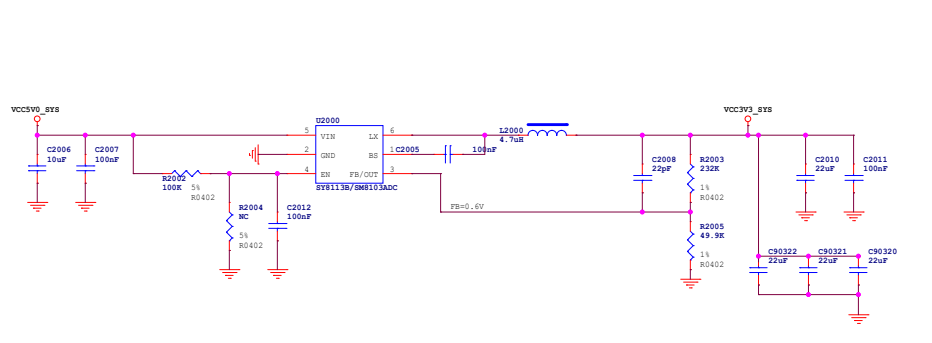 VCC5V0_SYS
VCC3V3_SYS
U2000
5 VIN LX 6
2 GND BS 1
4 EN FB/OUT 3
SY8113B/SM8103ADC
C2006
10uF
C2007
100nF
R2002
100K
5%
R0402
R2004
NC
5%
R0402
C2012
100nF
C2005
100nF
L2000
4.7uH
FB=0.6V
C2008
22pF
R2003
232K
1%
R0402
R2005
49.9K
1%
R0402
C2010
22uF
C2011
100nF
C90322
22uF
C90321
22uF
C90320
22uF